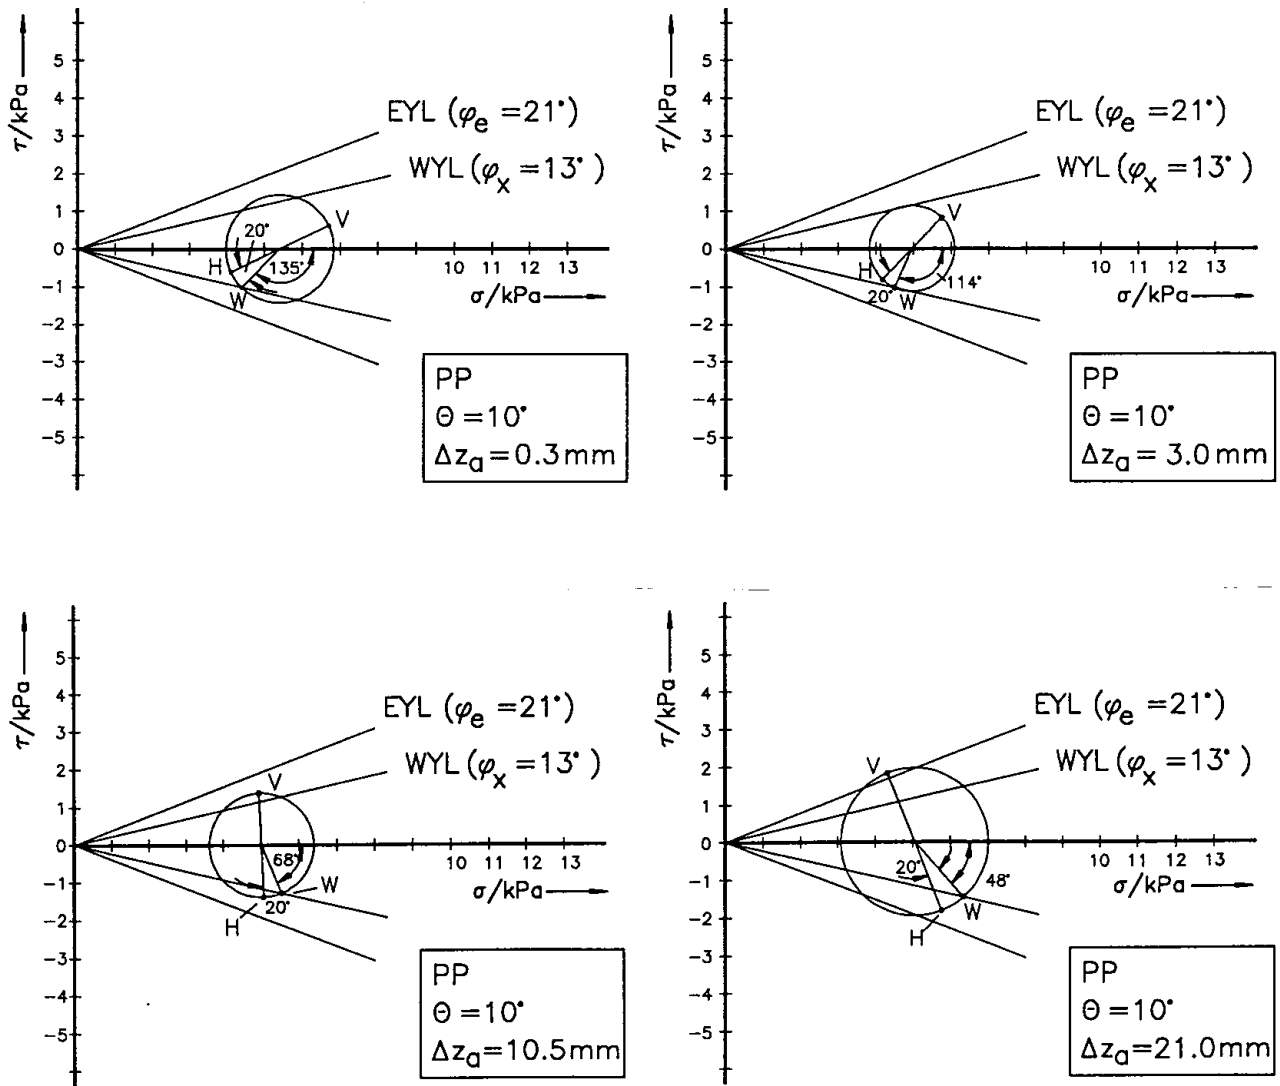 τ/kPa
5
4
3
2
1
0
-1
-2
-3
-4
-5
EYL (φe =21°)
WYL (φx =13°)
V
20°
H
135°
W
10 11 12 13
σ/kPa
PP
Θ =10°
Δza =0.3mm
τ/kPa
5
4
3
2
1
0
-1
-2
-3
-4
-5
EYL (φe =21°)
WYL (φx =13°)
V
H
20°
W
114°
10 11 12 13
σ/kPa
PP
Θ =10°
Δza = 3.0mm
τ/kPa
5
4
3
2
1
0
-1
-2
-3
-4
-5
EYL (φe =21°)
WYL (φx =13°)
V
68°
W
20°
H
10 11 12 13
σ/kPa
PP
Θ =10°
Δza=10.5mm
τ/kPa
5
4
3
2
1
0
-1
-2
-3
-4
-5
EYL (φe =21°)
WYL (φx =13°)
V
20°
48°
W
H
10 11 12 13
σ/kPa
PP
Θ =10°
Δza=21.0mm